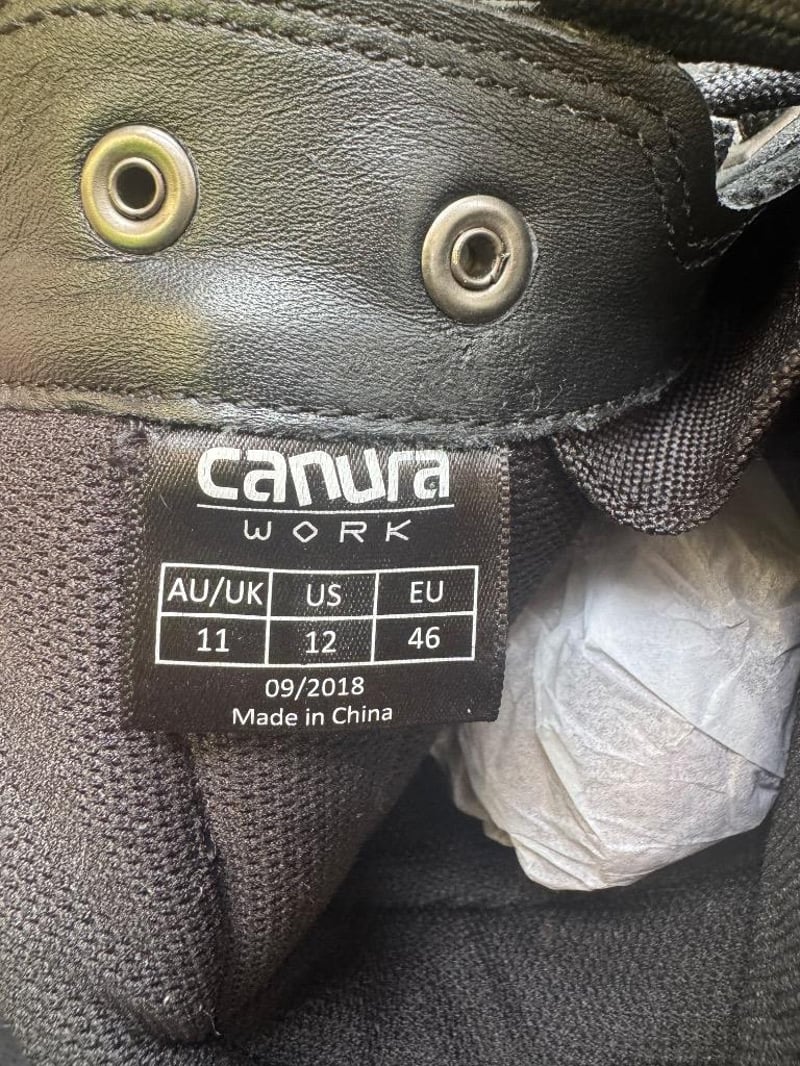 canura
WORK
AU/UK US EU
11 12 46
09/2018
Made in China